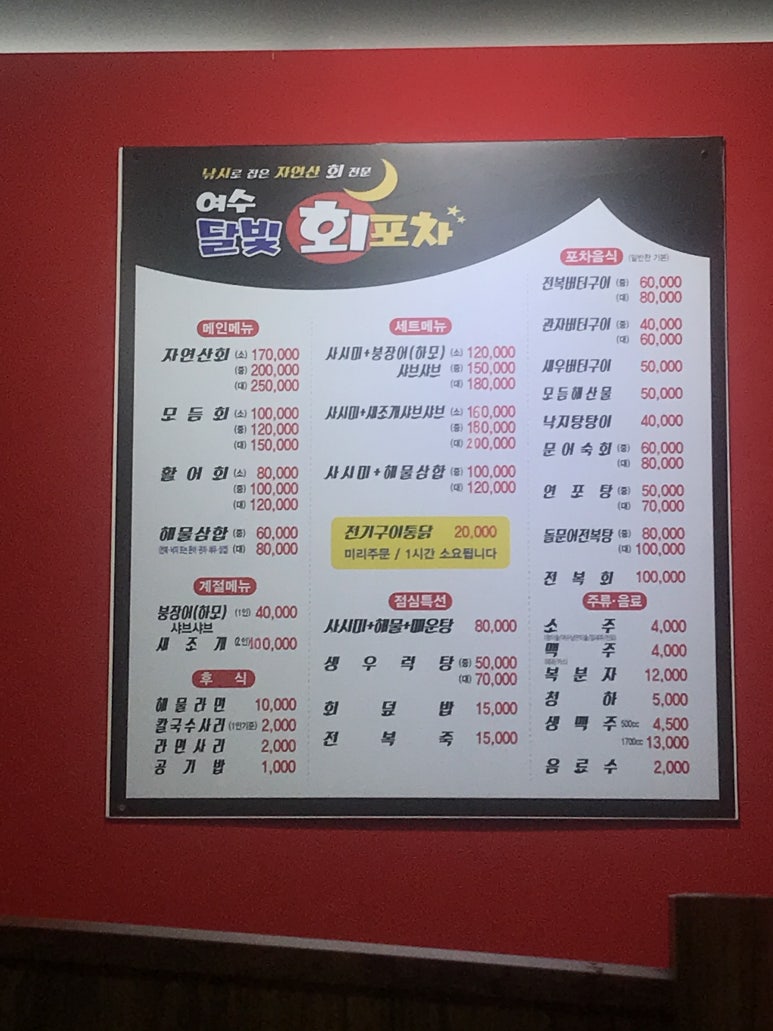 낚시로 잡은 자연산 회 전문
여수
달빛 회포차
메인메뉴
자연산회 (소) 170,000
(중) 200,000
(대) 250,000
모듬회 (소) 100,000
(중) 120,000
(대) 150,000
활어회 (소) 80,000
(중) 100,000
(대) 120,000
해물삼합 (중) 60,000
(대) 80,000
계절메뉴
붕장어(하모) (1인) 40,000
샤브샤브
새조개 (2인) 100,000
후식
해물라면 10,000
칼국수사리 (1인기준) 2,000
라면사리 2,000
공기밥 1,000
세트메뉴
사시미+붕장어(하모) (소) 120,000
샤브샤브 (중) 150,000
(대) 180,000
사시미+새조개샤브샤브 (소) 160,000
(중) 180,000
(대) 200,000
사시미+해물삼합 (중) 100,000
(대) 120,000
전기구이통닭 20,000
미리주문 / 1시간 소요됩니다
점심특선
사시미+해물+매운탕 80,000
생우럭탕 (중) 50,000
(대) 70,000
회덮밥 15,000
전복죽 15,000
포차음식 (일반찬 기본)
전복버터구이 (중) 60,000
(대) 80,000
관자버터구이 (중) 40,000
(대) 60,000
새우버터구이 50,000
모듬해산물 50,000
낙지탕탕이 40,000
문어숙회 (중) 60,000
(대) 80,000
연포탕 (중) 50,000
(대) 70,000
돌문어전복탕 (중) 80,000
(대) 100,000
전복회 100,000
주류·음료
소주 4,000
맥주 4,000
복분자 12,000
청하 5,000
생맥주 500cc 4,500
1700cc 13,000
음료수 2,000